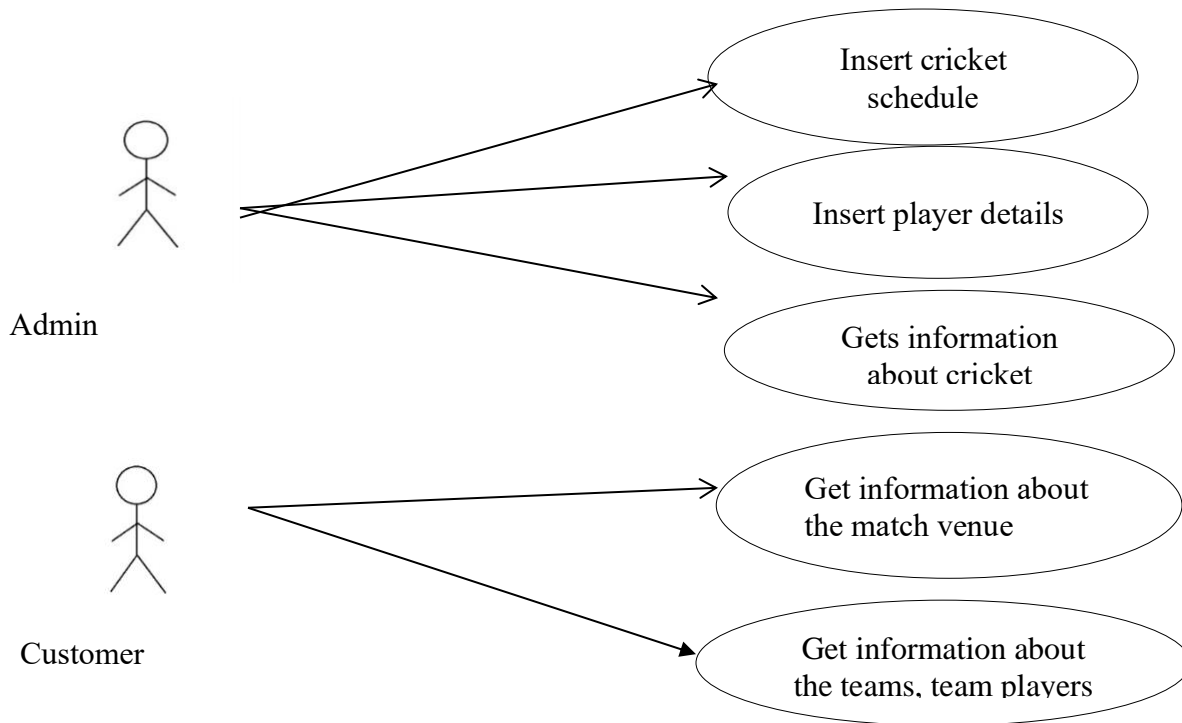 Insert cricket
schedule
Insert player details
Admin
Gets information
about cricket
Get information about
the match venue
Customer
Get information about
the teams, team players